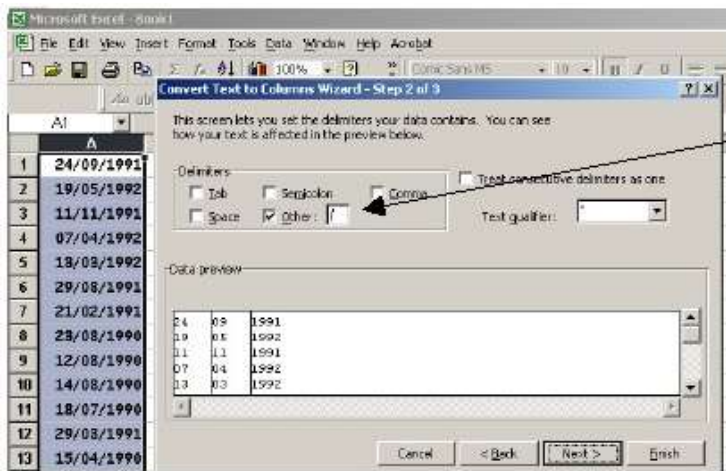 Microsoft Excel - Book1
File Edit View Insert Format Tools Data Window Help Acrobat
100% Comic Sans MS 10 B I U
Convert Text to Columns Wizard - Step 2 of 3
This screen lets you set the delimiters your data contains. You can see
how your text is affected in the preview below.
Delimiters
Tab Semicolon Comma
Space Other: /
Treat consecutive delimiters as one
Text qualifier: "
Data preview
24 09 1991
19 05 1992
11 11 1991
07 04 1992
13 03 1992
Cancel < Back Next > Finish
A1
A
1 24/09/1991
2 19/05/1992
3 11/11/1991
4 07/04/1992
5 13/03/1992
6 29/08/1991
7 21/02/1991
8 23/08/1990
9 12/08/1990
10 14/08/1990
11 18/07/1990
12 29/03/1991
13 15/04/1990